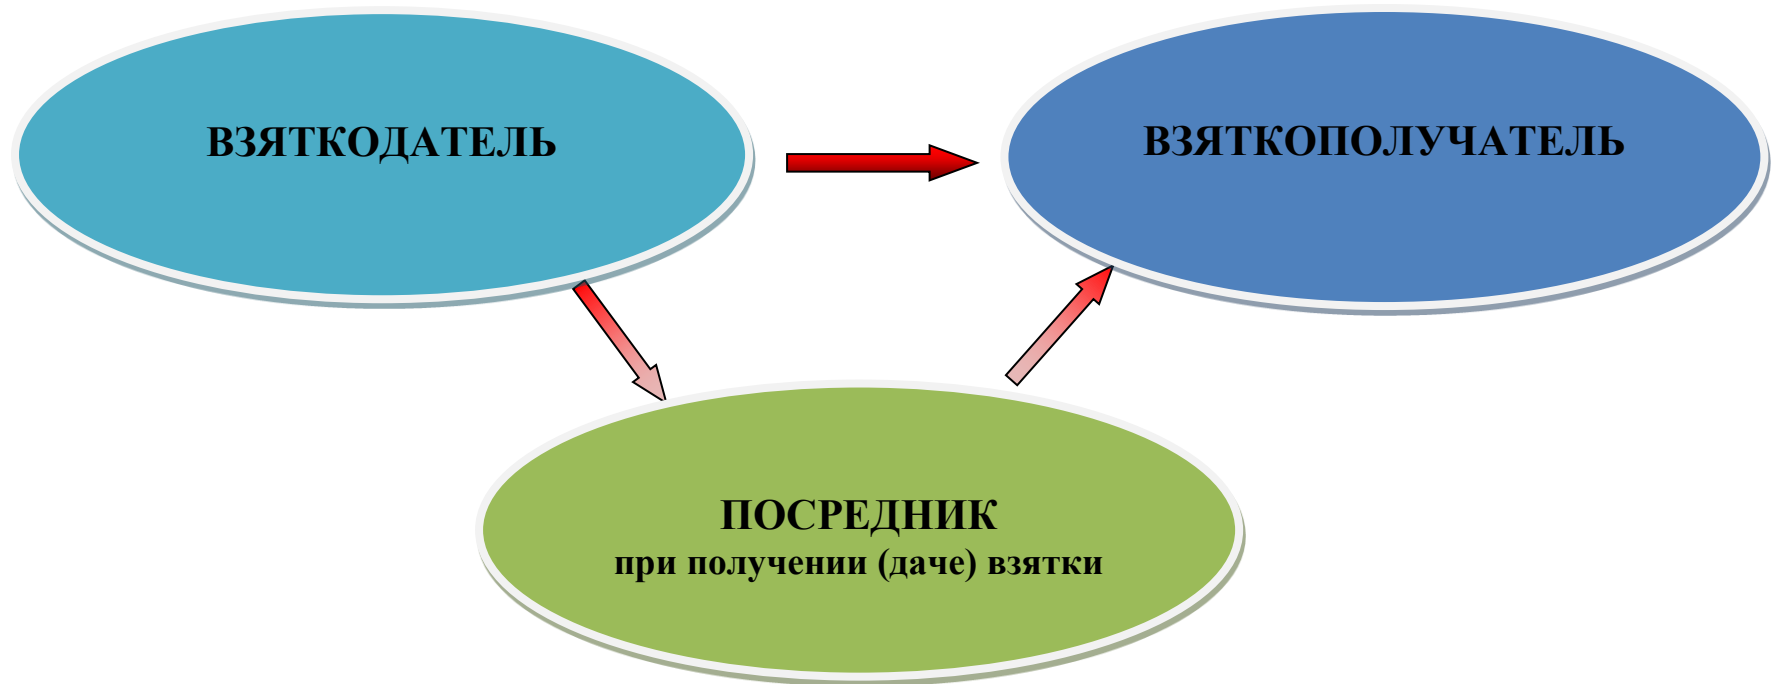 ВЗЯТКОДАТЕЛЬ
ВЗЯТКОПОЛУЧАТЕЛЬ
ПОСРЕДНИК
при получении (даче) взятки